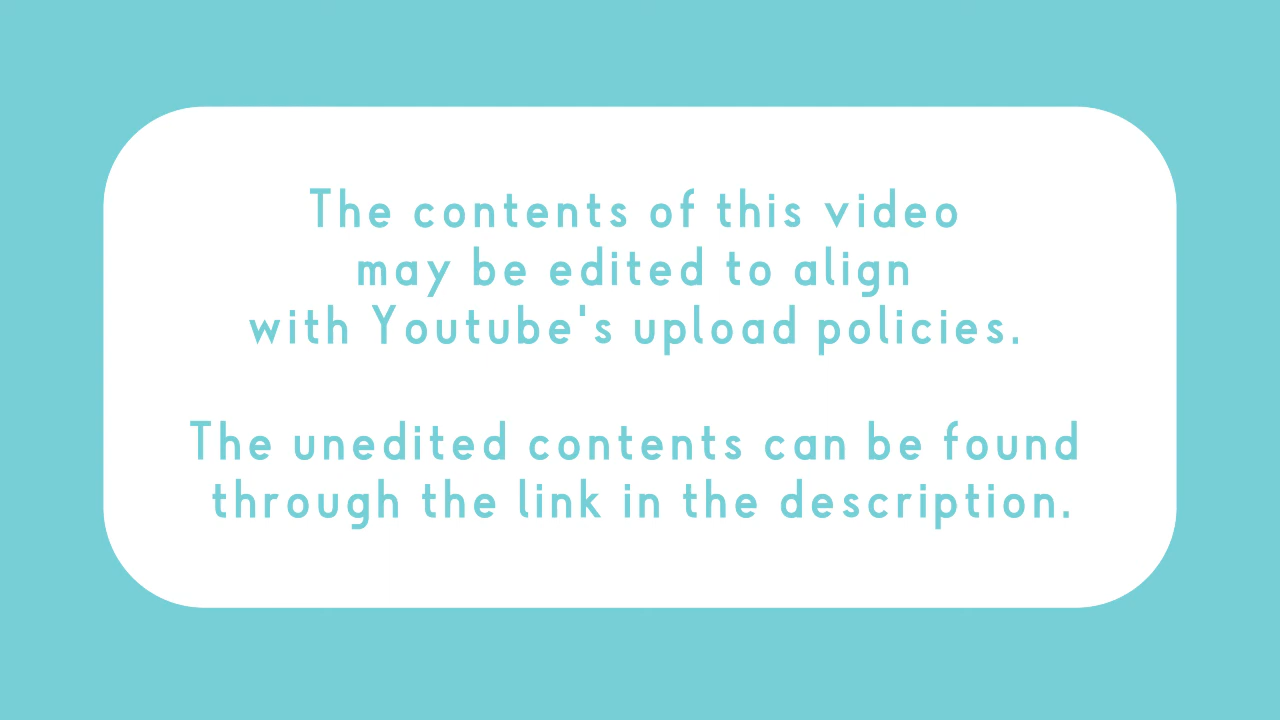 The contents of this video
may be edited to align
with Youtube's upload policies.
The unedited contents can be found
through the link in the description.